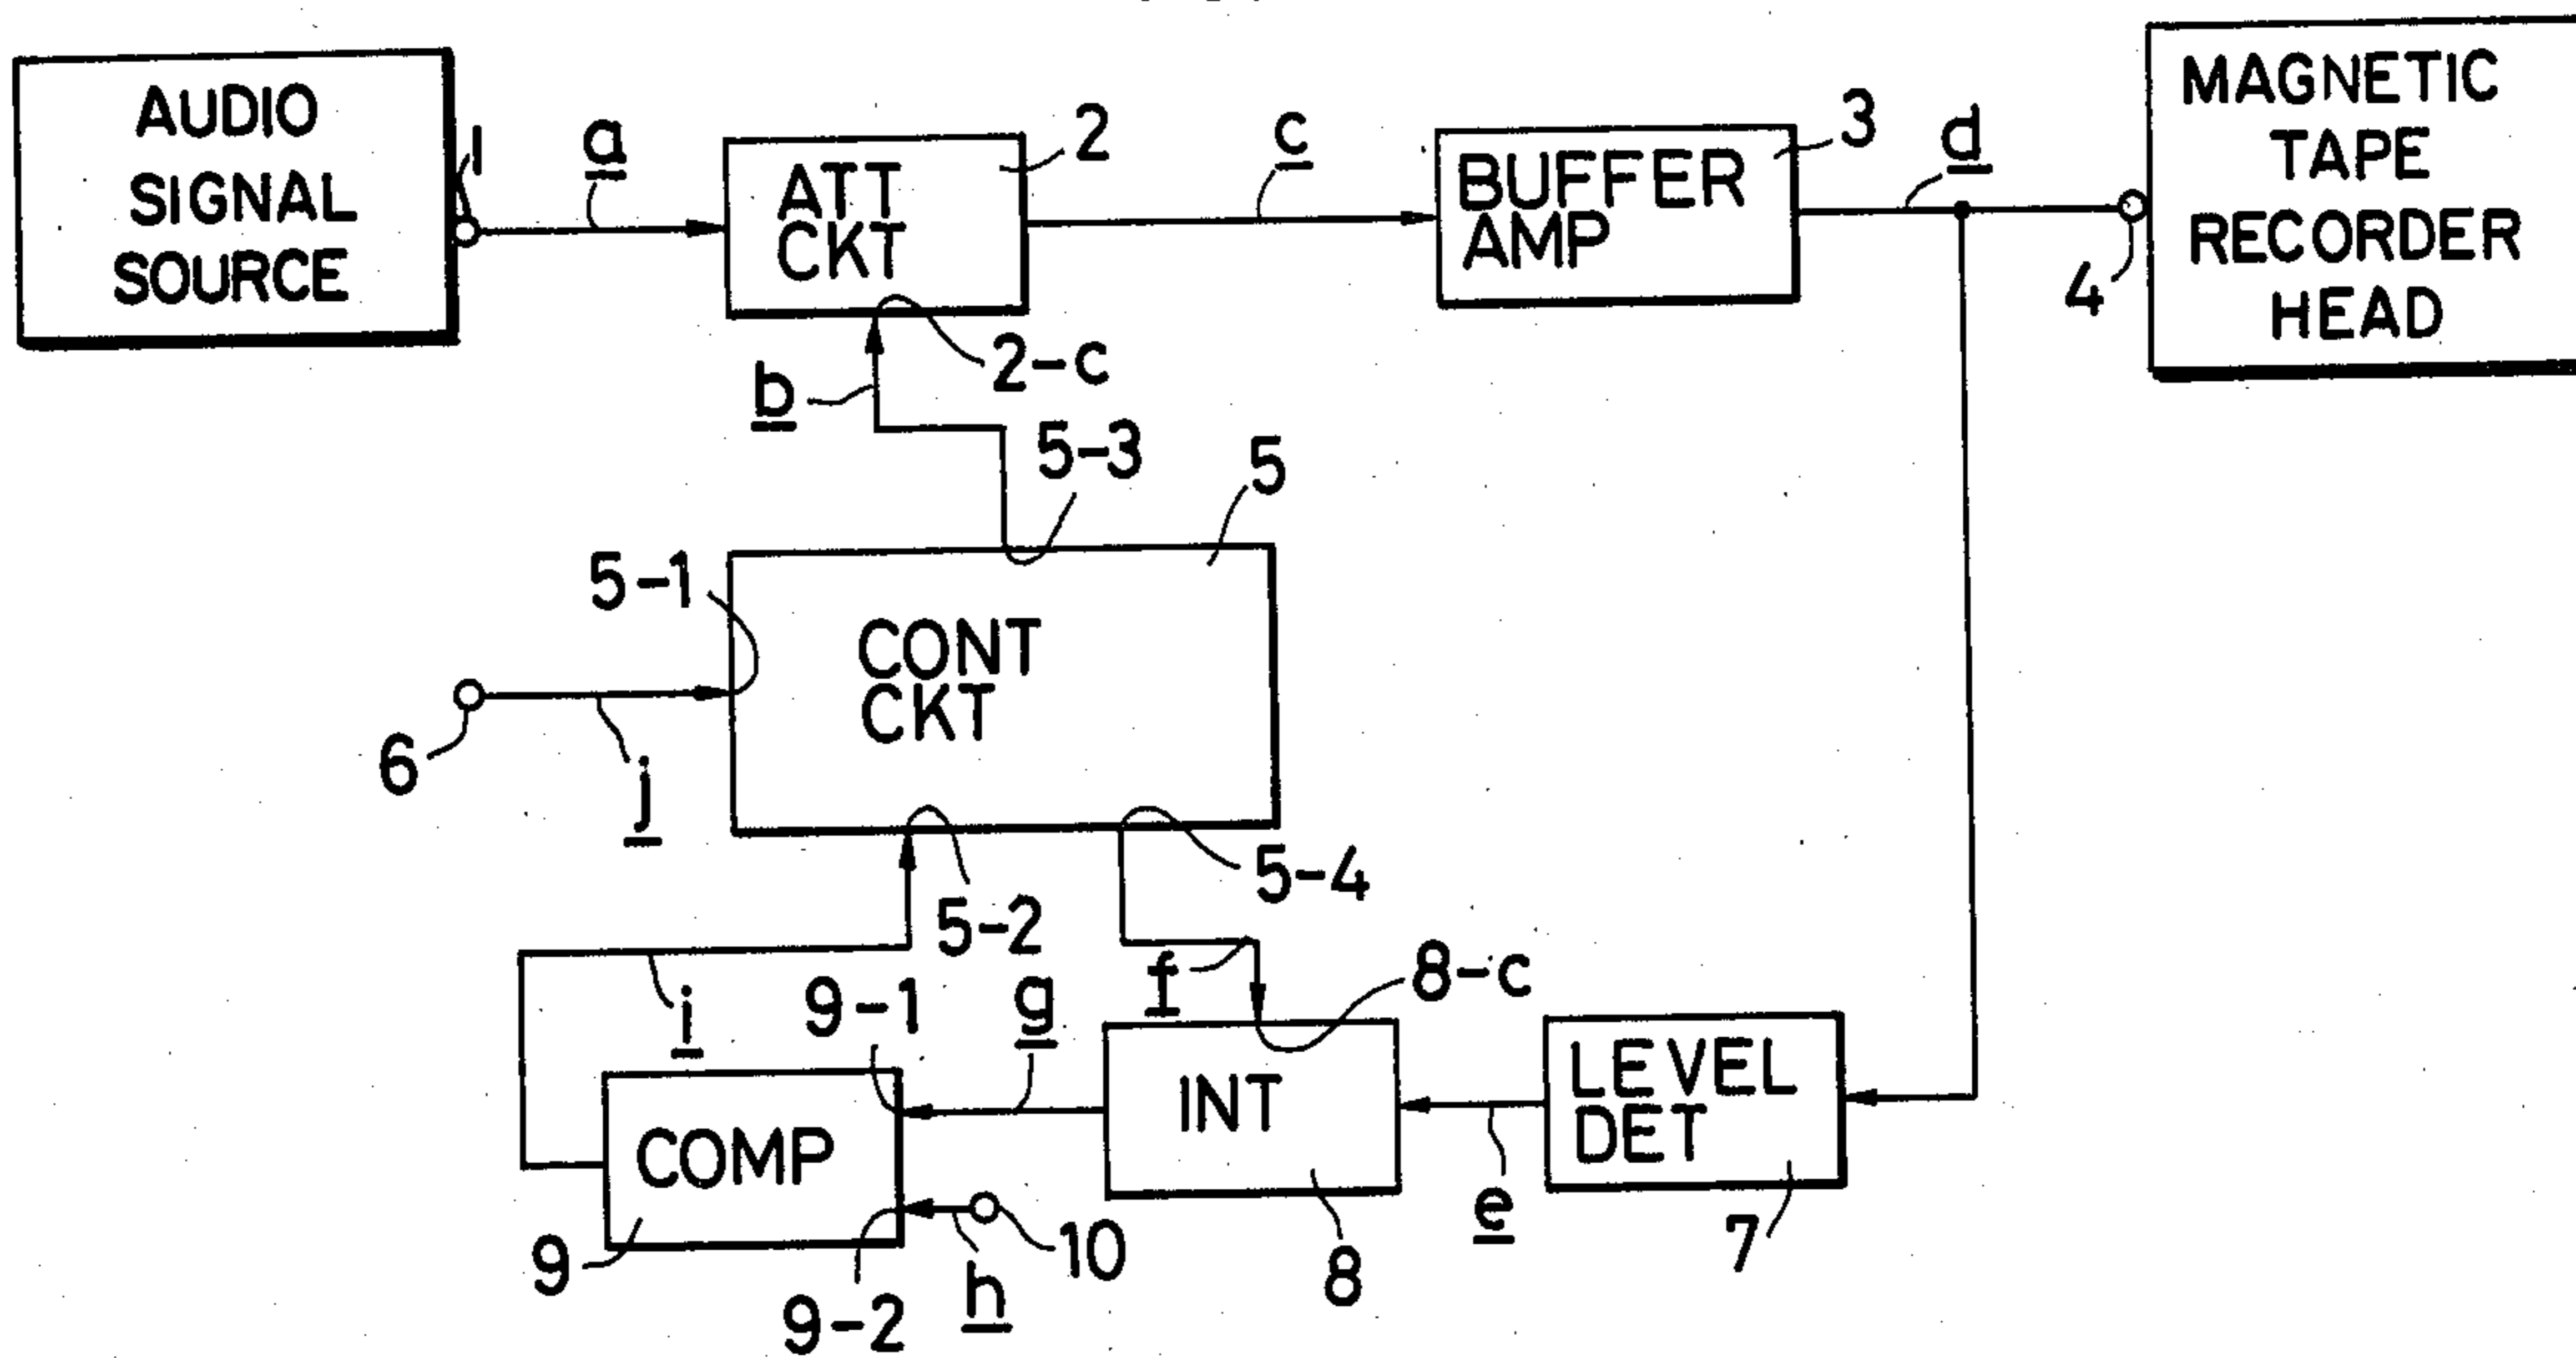 AUDIO
SIGNAL
SOURCE
1
a
ATT
CKT
2
c
BUFFER
AMP
3
d
4
MAGNETIC
TAPE
RECORDER
HEAD
b
2-c
5-3
5
5-1
CONT
CKT
6
j
5-2
5-4
i
9-1
g
f
8-c
COMP
9
9-2
h
10
INT
8
e
LEVEL
DET
7